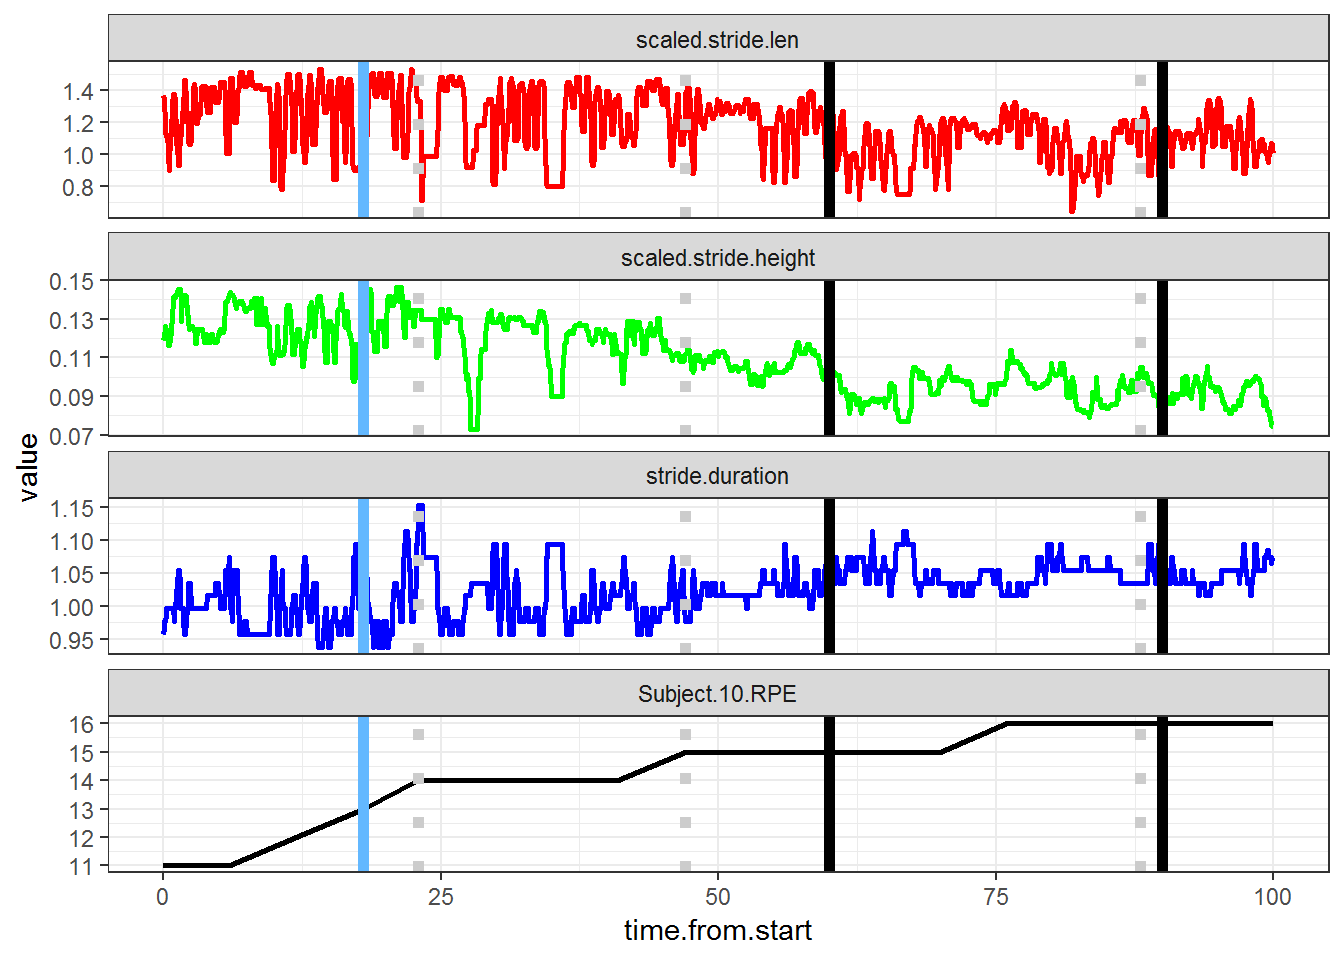 scaled.stride.len
1.4
1.2
1.0
0.8
scaled.stride.height
0.15
0.13
0.11
0.09
0.07
value
stride.duration
1.15
1.10
1.05
1.00
0.95
Subject.10.RPE
16
15
14
13
12
11
0 25 50 75 100
time.from.start